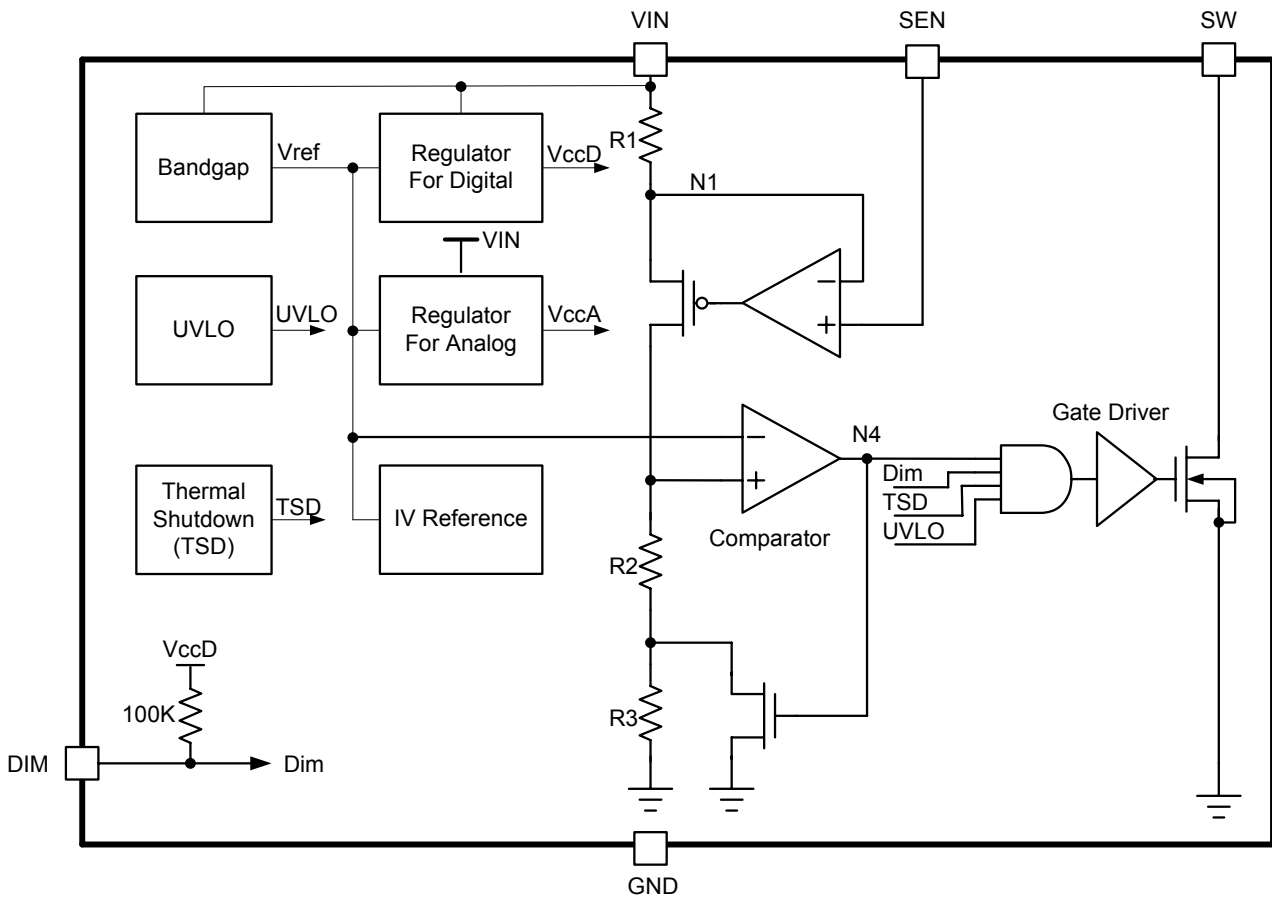 VIN
SEN
SW
Bandgap
Vref
Regulator
For Digital
VccD
R1
N1
VIN
UVLO
UVLO
Regulator
For Analog
VccA
−
+
Gate Driver
N4
−
+
Dim
TSD
UVLO
Comparator
Thermal
Shutdown
(TSD)
TSD
IV Reference
R2
VccD
100K
R3
DIM
Dim
GND